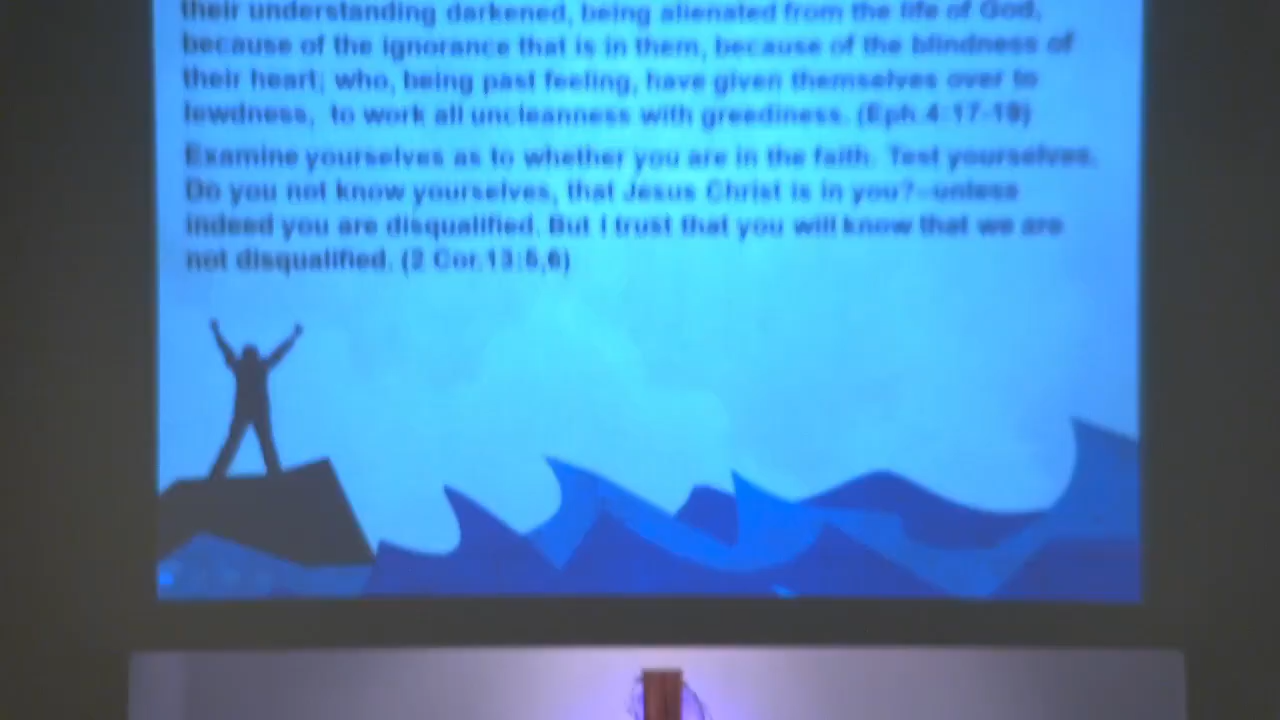 their understanding darkened, being alienated from the life of God,
because of the ignorance that is in them, because of the blindness of
their heart; who, being past feeling, have given themselves over to
lewdness, to work all uncleanness with greediness. (Eph.4:17-19)
Examine yourselves as to whether you are in the faith. Test yourselves.
Do you not know yourselves, that Jesus Christ is in you?--unless
indeed you are disqualified. But I trust that you will know that we are
not disqualified. (2 Cor.13:5,6)